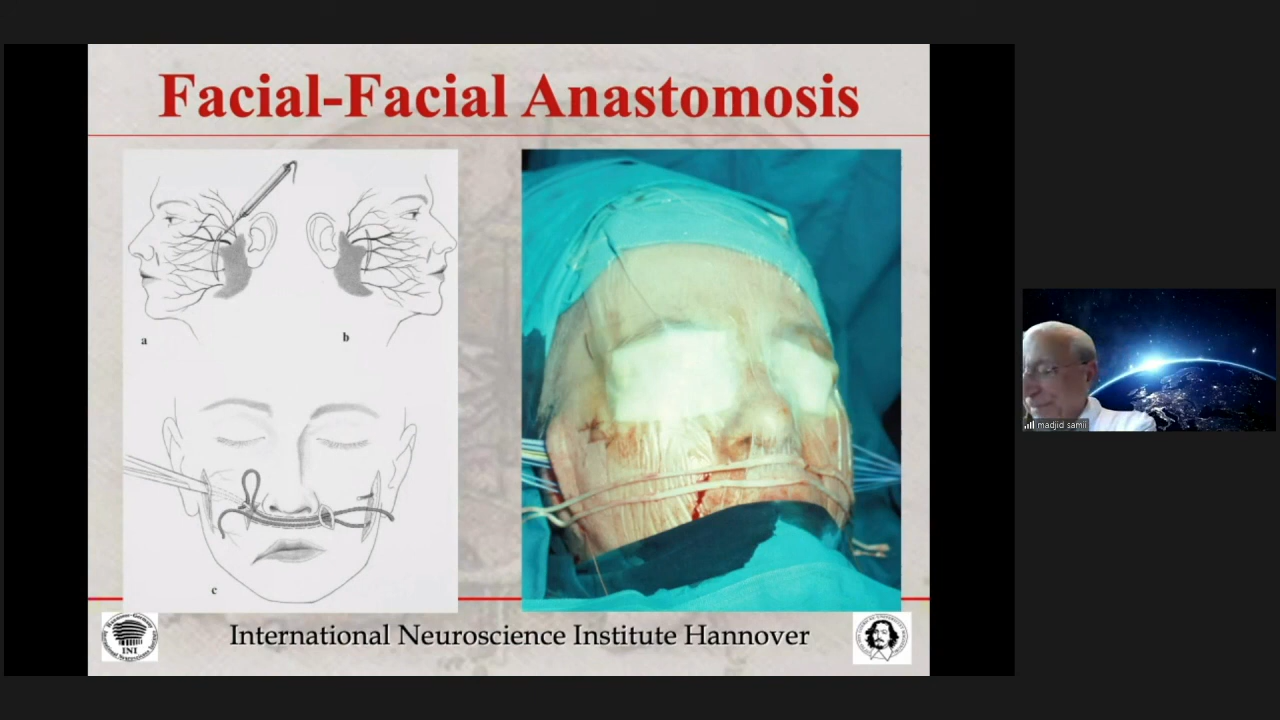 Facial-Facial Anastomosis
a
b
c
INI
International Neuroscience Institute Hannover
madjid samii